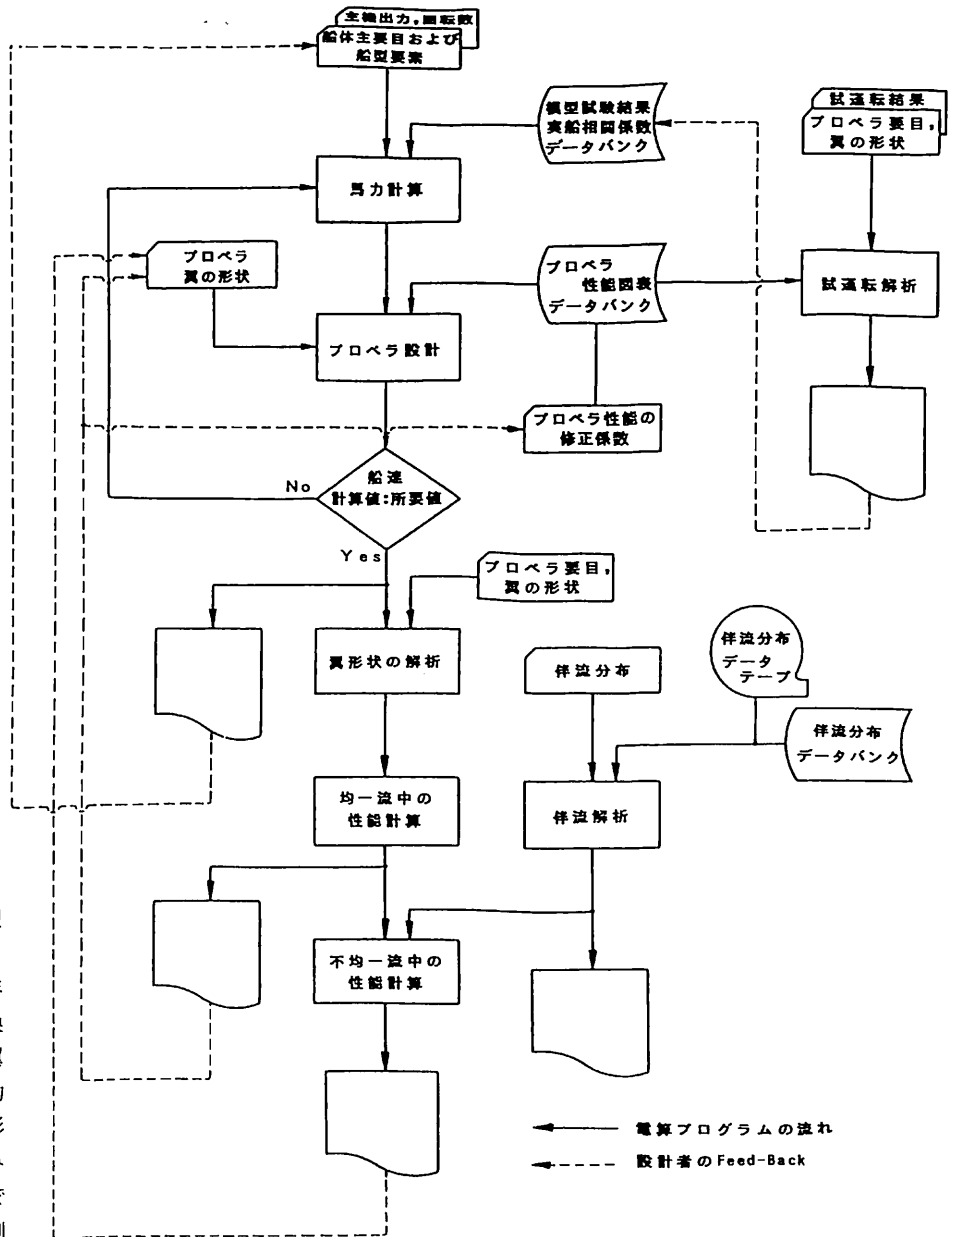 主機出力,回転数
船体主要目および
船型要素
模型試験結果
実船相関係数
データバンク
試運転結果
プロペラ要目,
翼の形状
馬力計算
プロペラ
翼の形状
プロペラ
性能図表
データバンク
試運転解析
プロペラ設計
プロペラ性能の
修正係数
船速
計算値:所要値
No
Yes
プロペラ要目,
翼の形状
翼形状の解析
伴流分布
伴流分布
データ
テープ
伴流分布
データバンク
均一流中の
性能計算
伴流解析
不均一流中の
性能計算
電算プログラムの流れ
設計者のFeed-Back